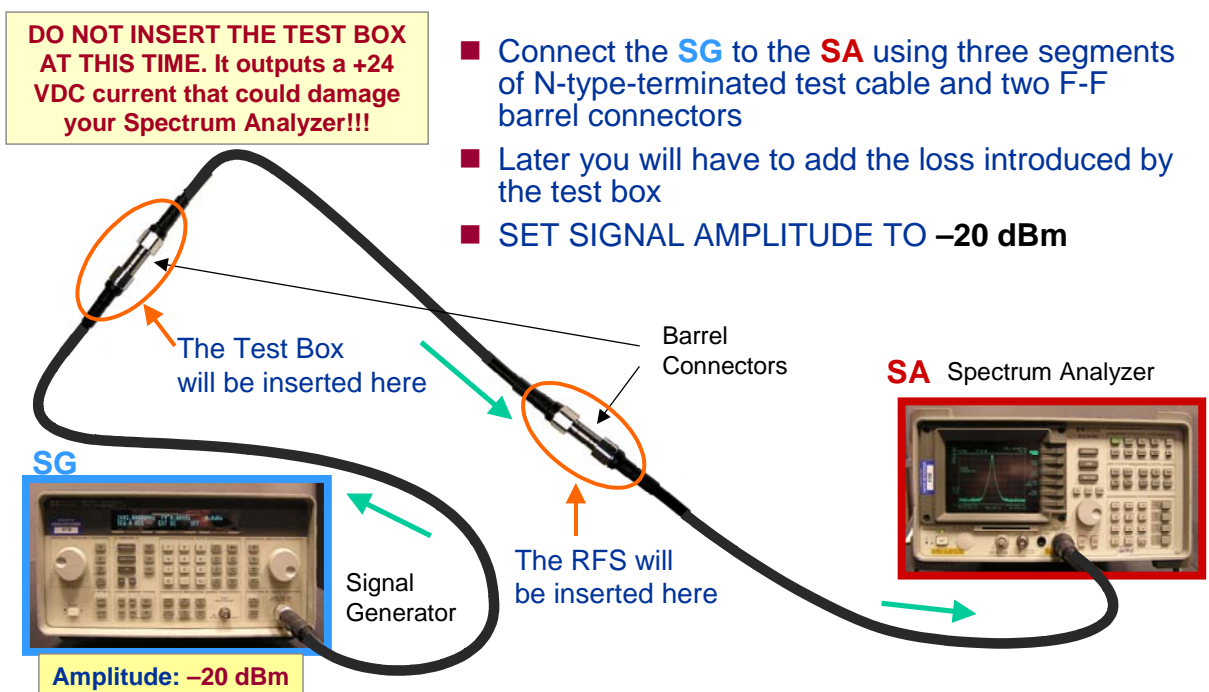 DO NOT INSERT THE TEST BOX
AT THIS TIME. It outputs a +24
VDC current that could damage
your Spectrum Analyzer!!!
Connect the SG to the SA using three segments
of N-type-terminated test cable and two F-F
barrel connectors
Later you will have to add the loss introduced by
the test box
SET SIGNAL AMPLITUDE TO –20 dBm
The Test Box
will be inserted here
Barrel
Connectors
SA Spectrum Analyzer
SG
Signal
Generator
The RFS will
be inserted here
Amplitude: –20 dBm